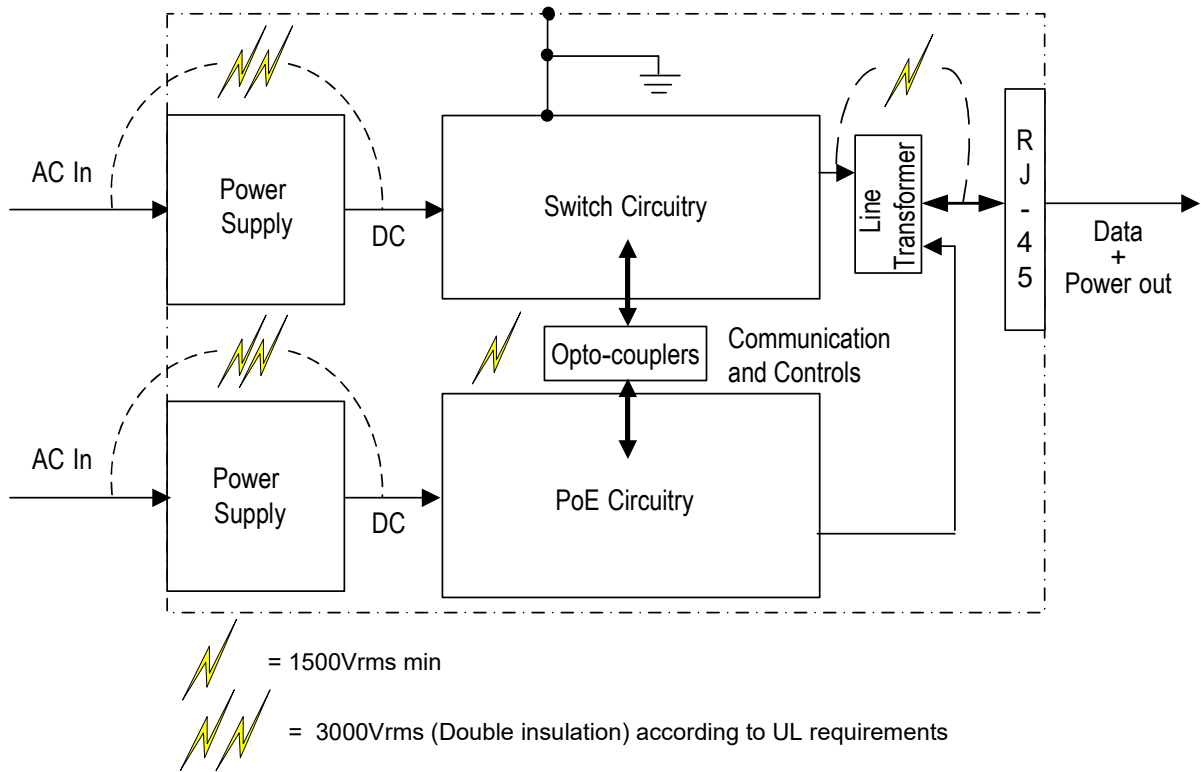 AC In
Power
Supply
DC
Switch Circuitry
Line
Transformer
R
J
-
4
5
Data
+
Power out
Opto-couplers
Communication
and Controls
AC In
Power
Supply
DC
PoE Circuitry
= 1500Vrms min
= 3000Vrms (Double insulation) according to UL requirements